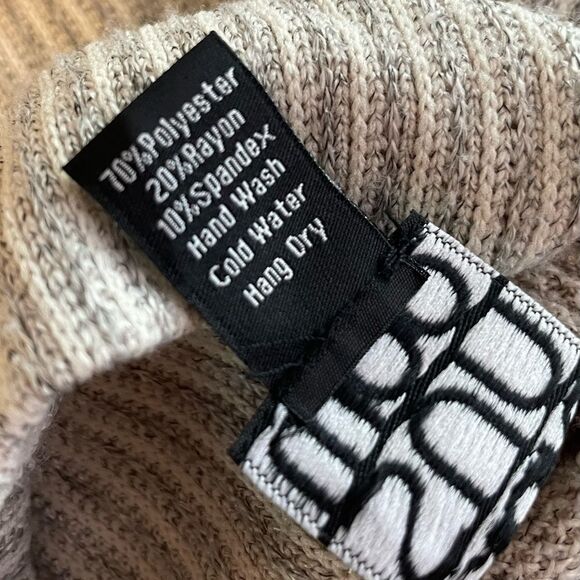 70%Polyester
20%Rayon
10%Spandex
Hand Wash
Cold Water
Hang Dry